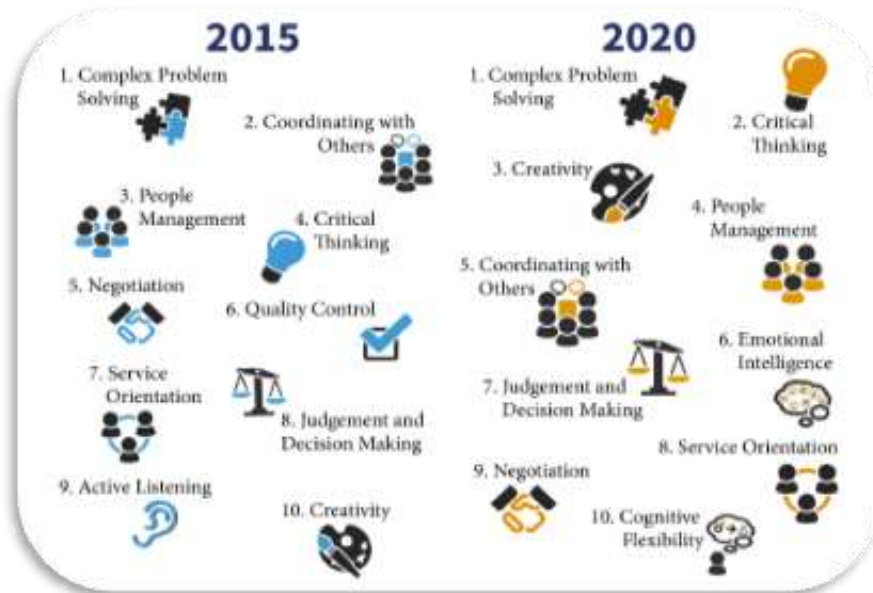 2015
1. Complex Problem
Solving
2. Coordinating with
Others
3. People
Management
4. Critical
Thinking
5. Negotiation
6. Quality Control
7. Service
Orientation
8. Judgement and
Decision Making
9. Active Listening
10. Creativity
2020
1. Complex Problem
Solving
2. Critical
Thinking
3. Creativity
4. People
Management
5. Coordinating with
Others
6. Emotional
Intelligence
7. Judgement and
Decision Making
8. Service Orientation
9. Negotiation
10. Cognitive
Flexibility